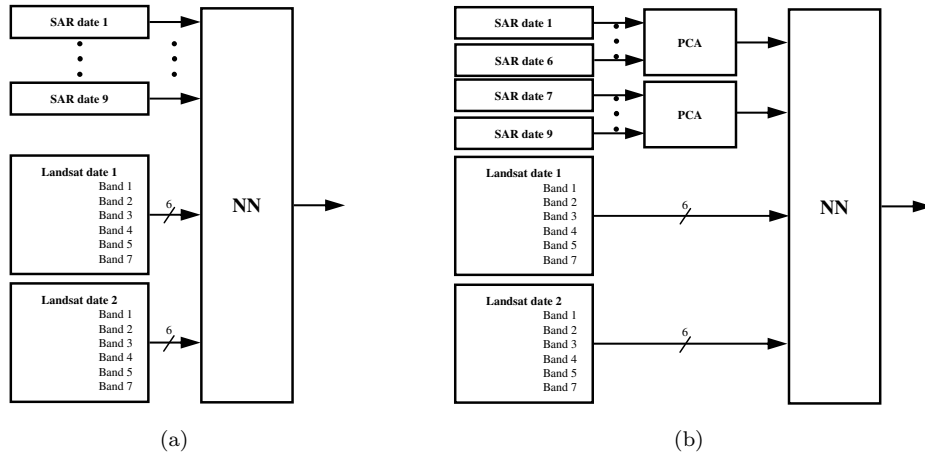 SAR date 1
SAR date 9
Landsat date 1
Band 1
Band 2
Band 3
Band 4
Band 5
Band 7
6
Landsat date 2
Band 1
Band 2
Band 3
Band 4
Band 5
Band 7
6
NN
(a)
SAR date 1
SAR date 6
PCA
SAR date 7
SAR date 9
PCA
Landsat date 1
Band 1
Band 2
Band 3
Band 4
Band 5
Band 7
6
Landsat date 2
Band 1
Band 2
Band 3
Band 4
Band 5
Band 7
6
NN
(b)